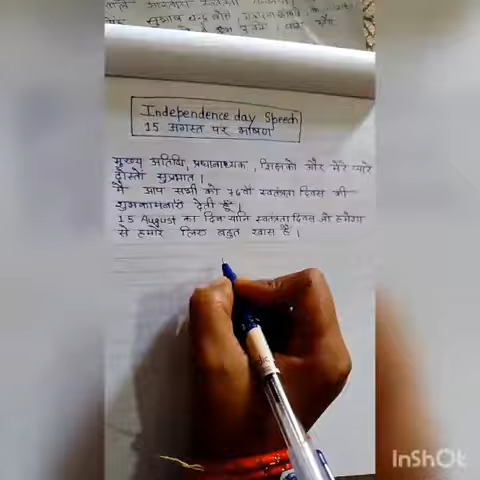 Independence day Speech
15 अगस्त पर भाषण
मुख्य अतिथि, प्रधानाध्यापक, शिक्षको और मेरे प्यारे
दोस्तों सुप्रभात।
मैं आप सभी को 76वाँ स्वतंत्रता दिवस की
शुभकामनाएँ देती हूँ।
15 August का दिन यानि स्वतंत्रता दिवस जो हमेशा
से हमारे लिए बहुत खास है।
InShOt